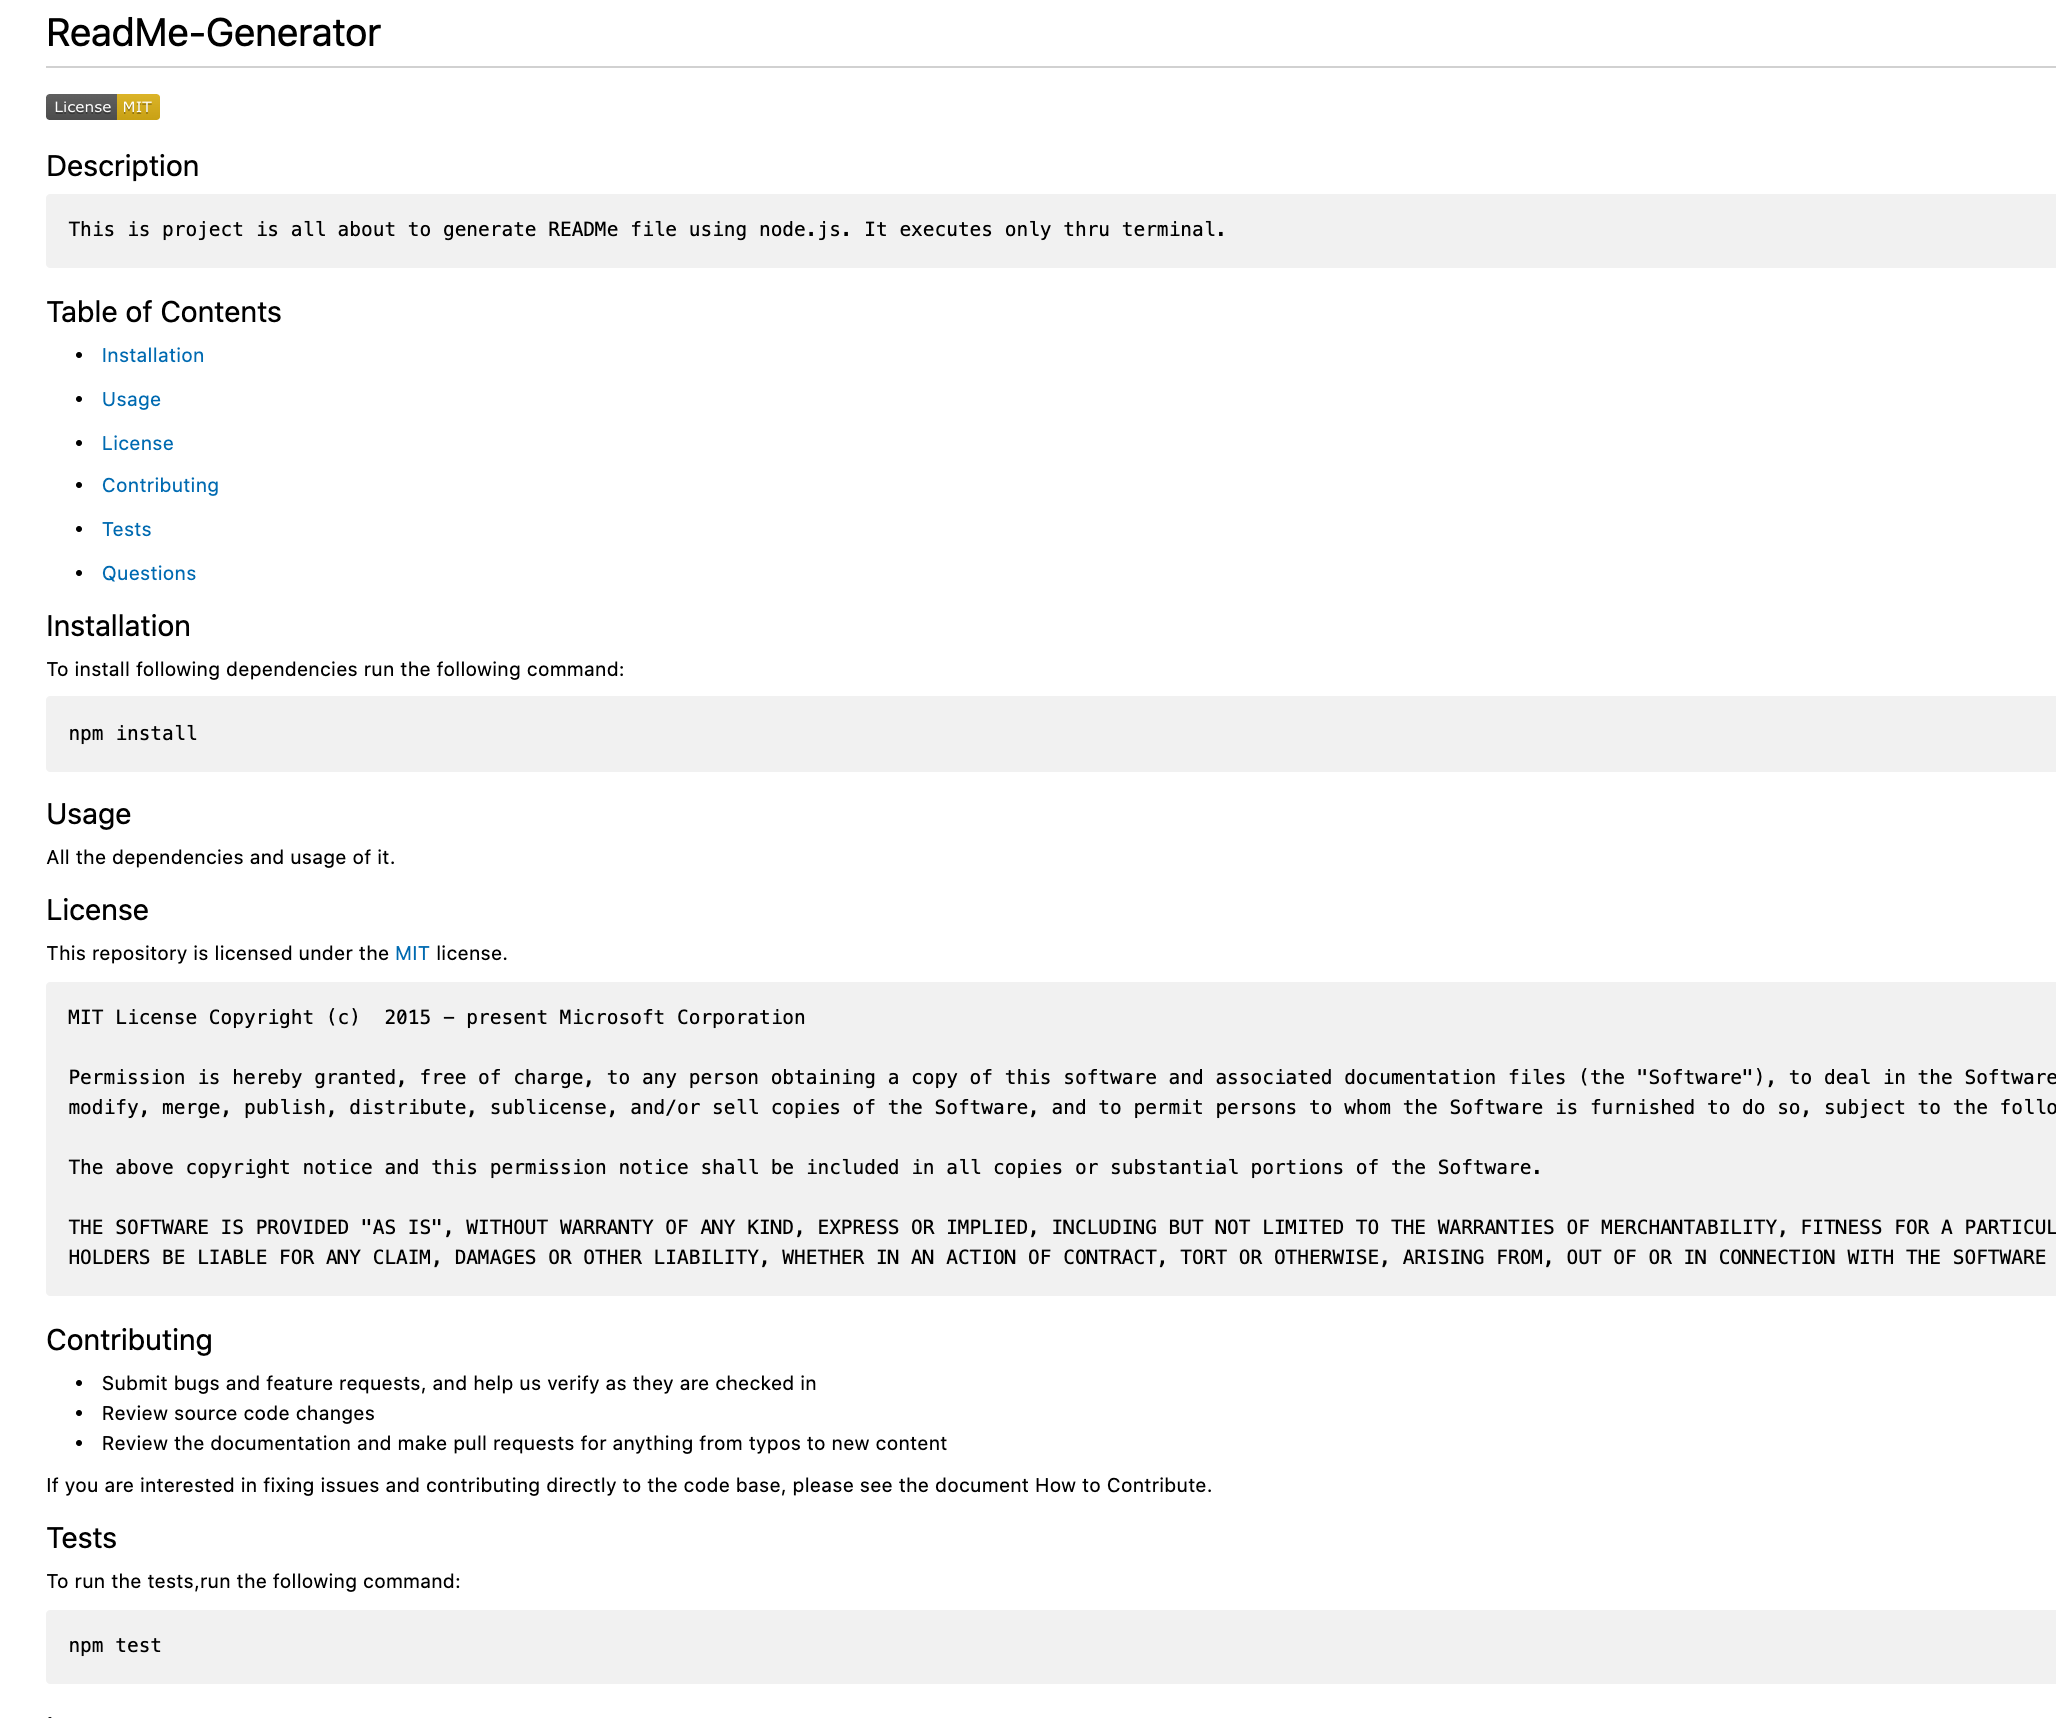 ReadMe-Generator
License MIT
Description
This is project is all about to generate READMe file using node.js. It executes only thru terminal.
Table of Contents
• Installation
• Usage
• License
• Contributing
• Tests
• Questions
Installation
To install following dependencies run the following command:
npm install
Usage
All the dependencies and usage of it.
License
This repository is licensed under the MIT license.
MIT License Copyright (c)  2015 – present Microsoft Corporation
Permission is hereby granted, free of charge, to any person obtaining a copy of this software and associated documentation files (the "Software"), to deal in the Software
modify, merge, publish, distribute, sublicense, and/or sell copies of the Software, and to permit persons to whom the Software is furnished to do so, subject to the follo
The above copyright notice and this permission notice shall be included in all copies or substantial portions of the Software.
THE SOFTWARE IS PROVIDED "AS IS", WITHOUT WARRANTY OF ANY KIND, EXPRESS OR IMPLIED, INCLUDING BUT NOT LIMITED TO THE WARRANTIES OF MERCHANTABILITY, FITNESS FOR A PARTICUL
HOLDERS BE LIABLE FOR ANY CLAIM, DAMAGES OR OTHER LIABILITY, WHETHER IN AN ACTION OF CONTRACT, TORT OR OTHERWISE, ARISING FROM, OUT OF OR IN CONNECTION WITH THE SOFTWARE
Contributing
• Submit bugs and feature requests, and help us verify as they are checked in
• Review source code changes
• Review the documentation and make pull requests for anything from typos to new content
If you are interested in fixing issues and contributing directly to the code base, please see the document How to Contribute.
Tests
To run the tests,run the following command:
npm test